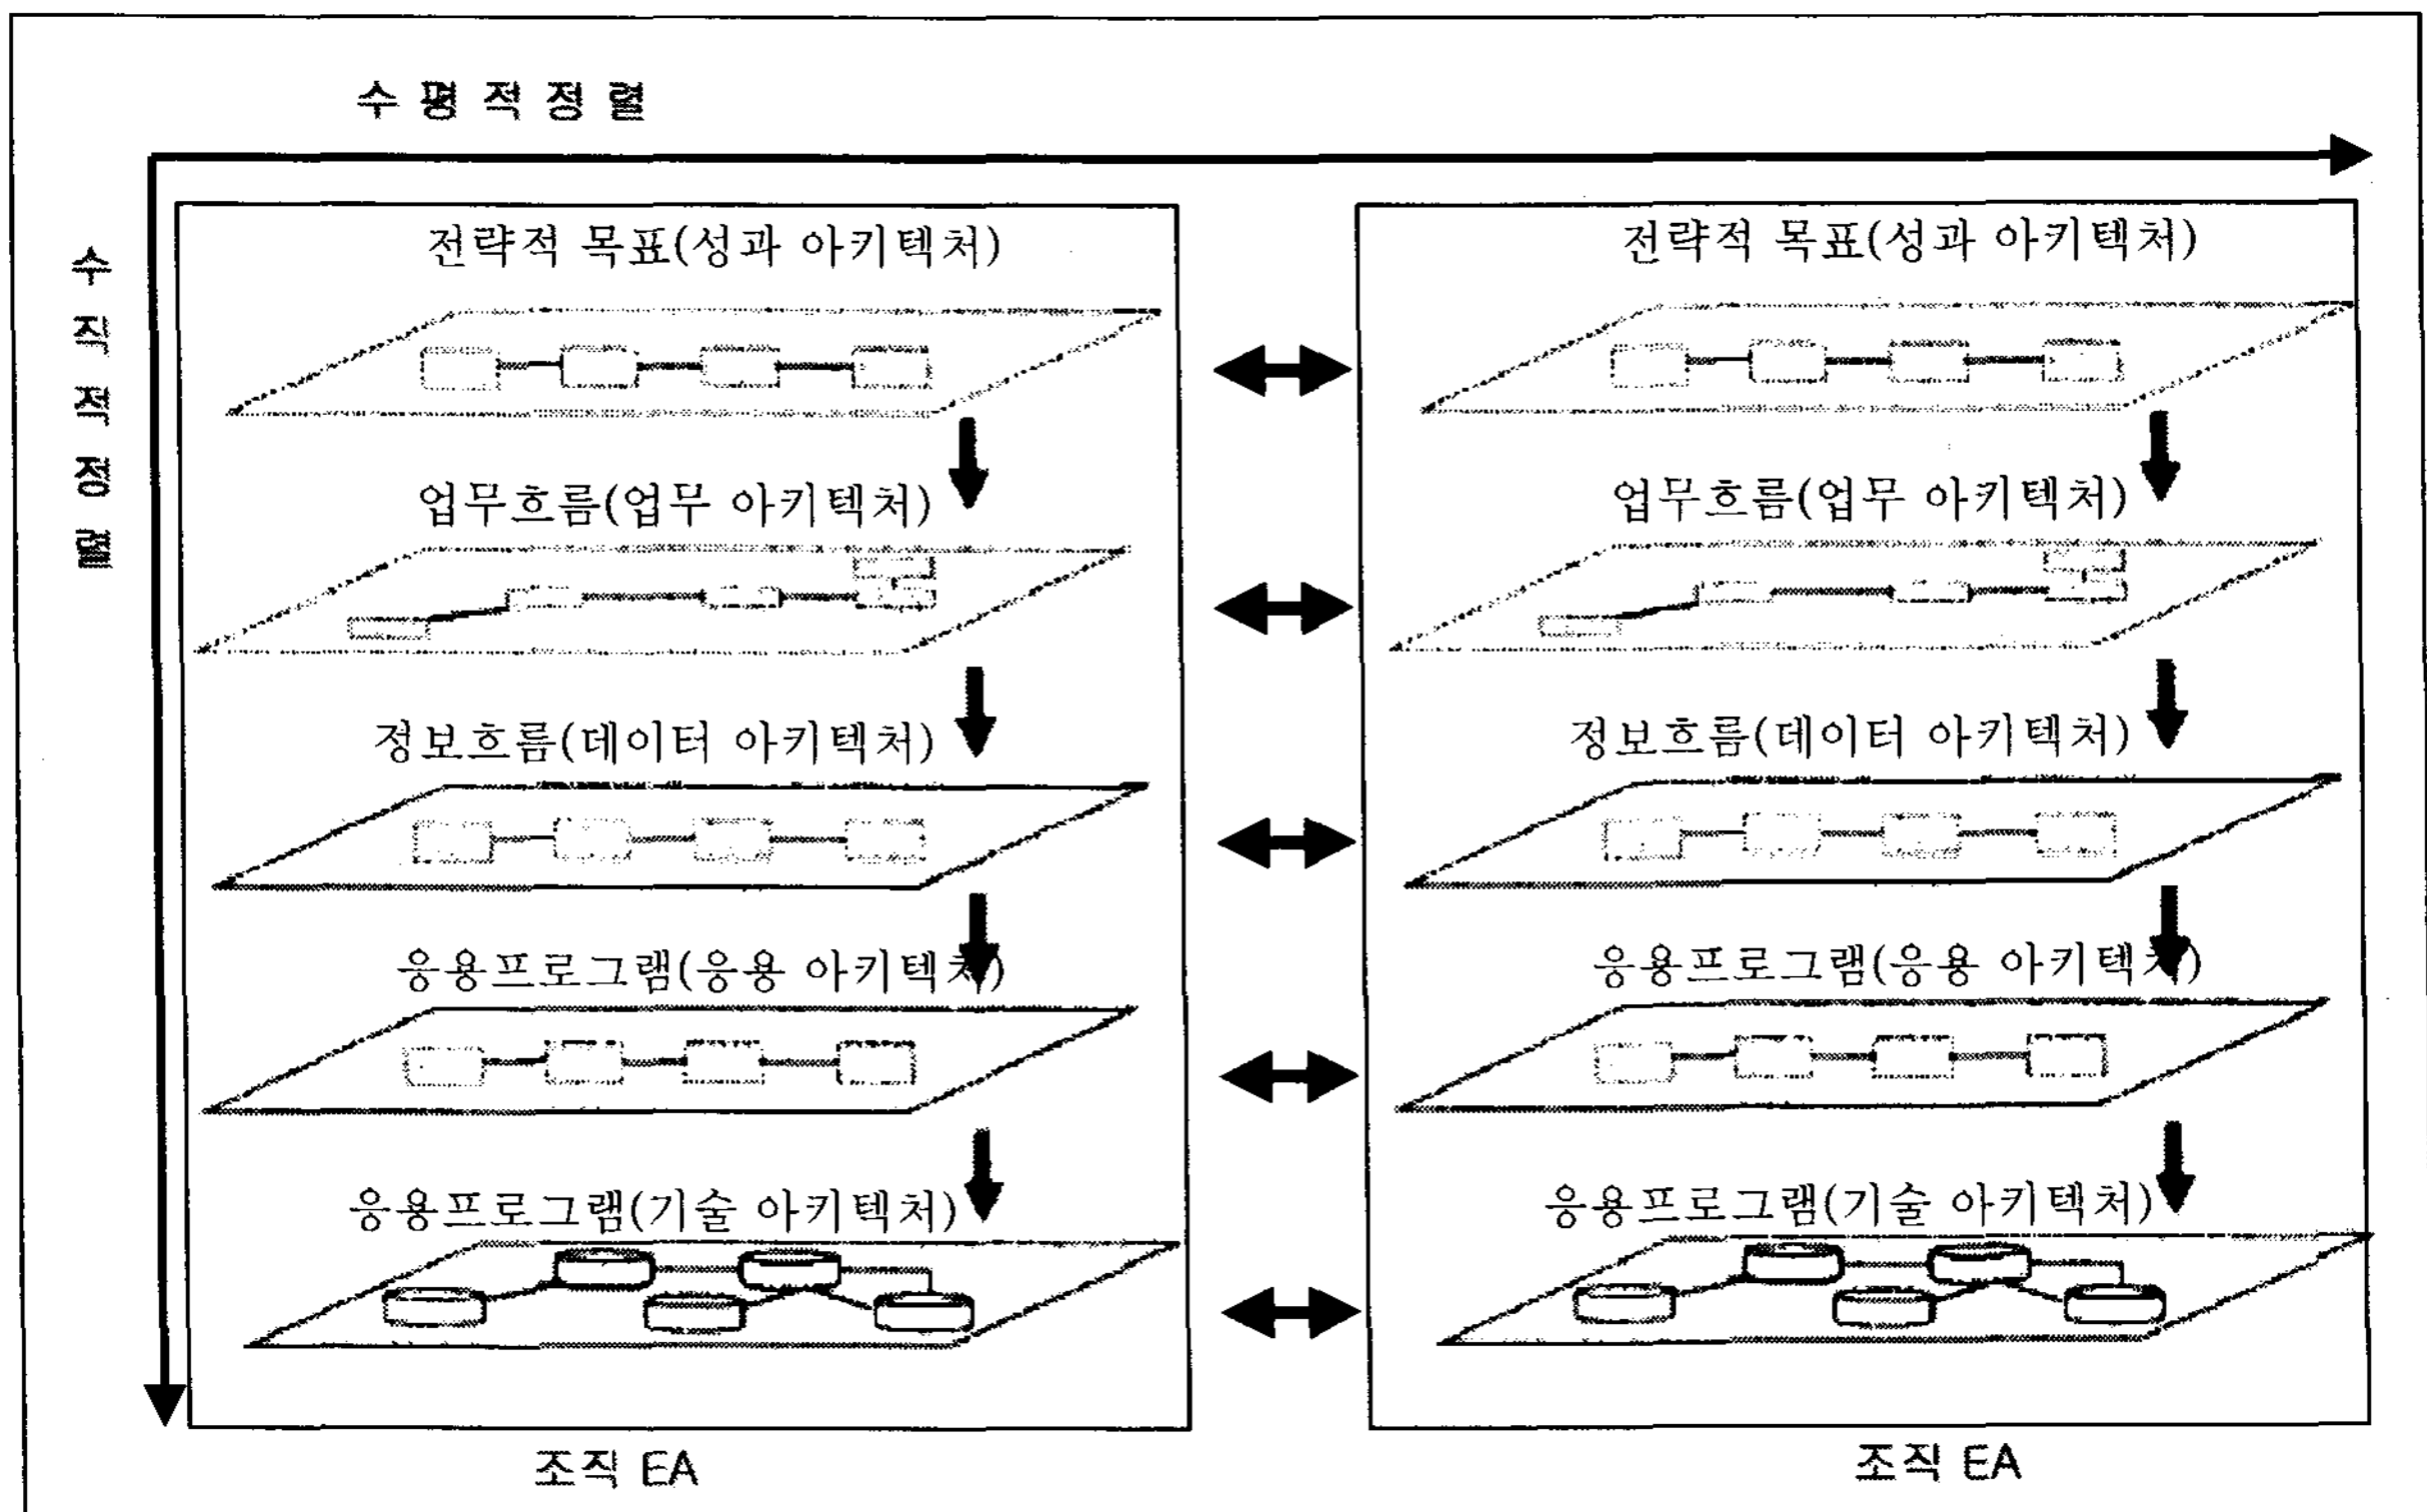 수 평 적 정 렬
수 직 적 정 렬
전략적 목표(성과 아키텍처)
업무흐름(업무 아키텍처)
정보흐름(데이터 아키텍처)
응용프로그램(응용 아키텍처)
응용프로그램(기술 아키텍처)
조직 EA
전략적 목표(성과 아키텍처)
업무흐름(업무 아키텍처)
정보흐름(데이터 아키텍처)
응용프로그램(응용 아키텍처)
응용프로그램(기술 아키텍처)
조직 EA